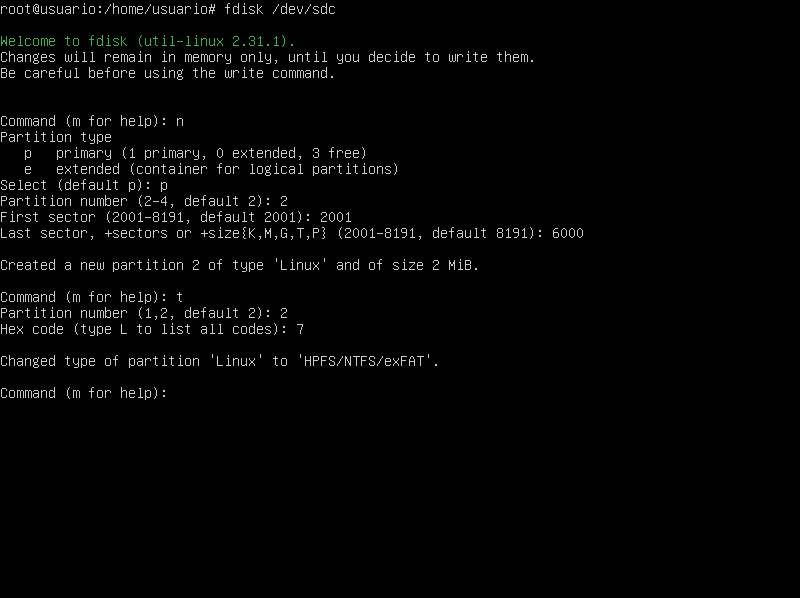 root@usuario:/home/usuario# fdisk /dev/sdc
Welcome to fdisk (util-linux 2.31.1).
Changes will remain in memory only, until you decide to write them.
Be careful before using the write command.
Command (m for help): n
Partition type
   p   primary (1 primary, 0 extended, 3 free)
   e   extended (container for logical partitions)
Select (default p): p
Partition number (2-4, default 2): 2
First sector (2001-8191, default 2001): 2001
Last sector, +sectors or +size{K,M,G,T,P} (2001-8191, default 8191): 6000
Created a new partition 2 of type 'Linux' and of size 2 MiB.
Command (m for help): t
Partition number (1,2, default 2): 2
Hex code (type L to list all codes): 7
Changed type of partition 'Linux' to 'HPFS/NTFS/exFAT'.
Command (m for help):